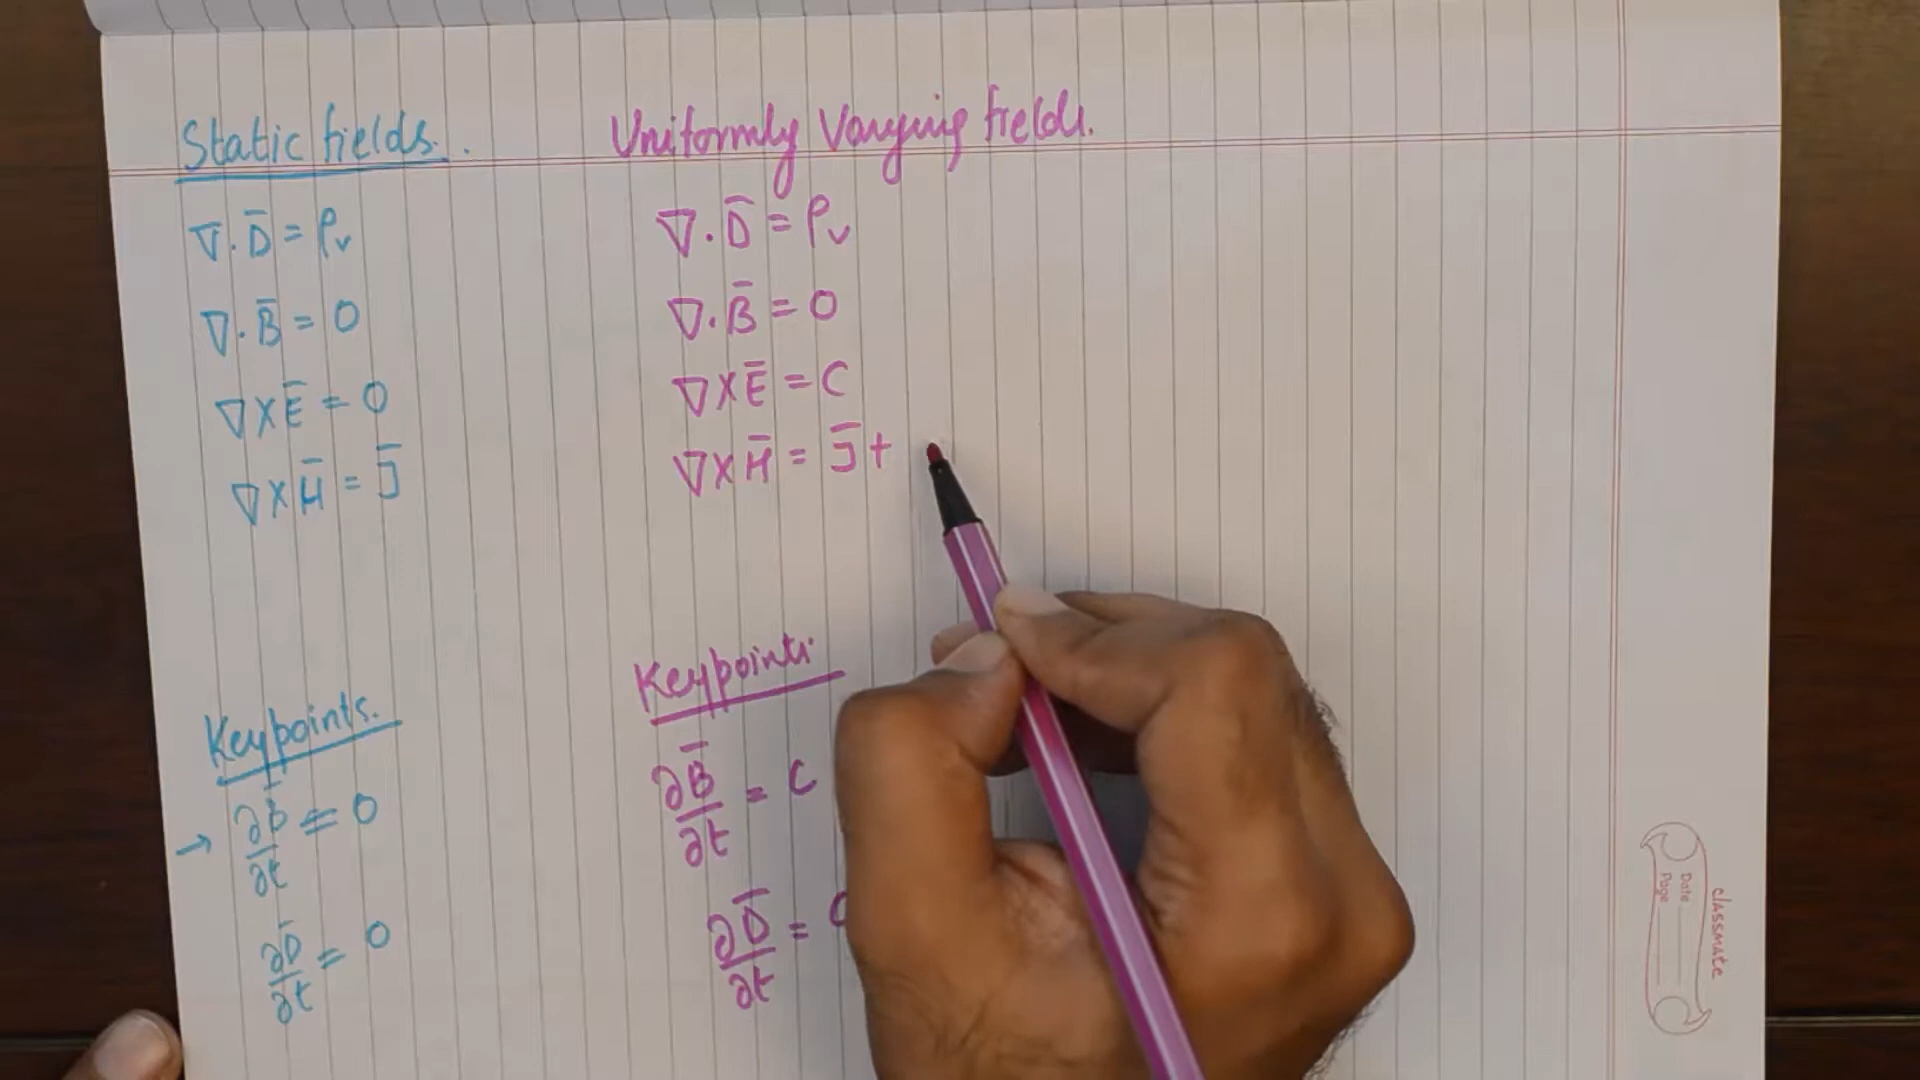 Static fields.
∇.D̅ = ρv
∇.B̅ = 0
∇×E̅ = 0
∇×H̅ = J̅
Keypoints.
→ ∂B̅/∂t = 0
∂D̅/∂t = 0
Uniformly Varying fields.
∇.D̅ = ρv
∇.B̅ = 0
∇×E̅ = C
∇×H̅ = J̅ +
Keypoints.
∂B̅/∂t = C
∂D̅/∂t =
classmate
Date
Page